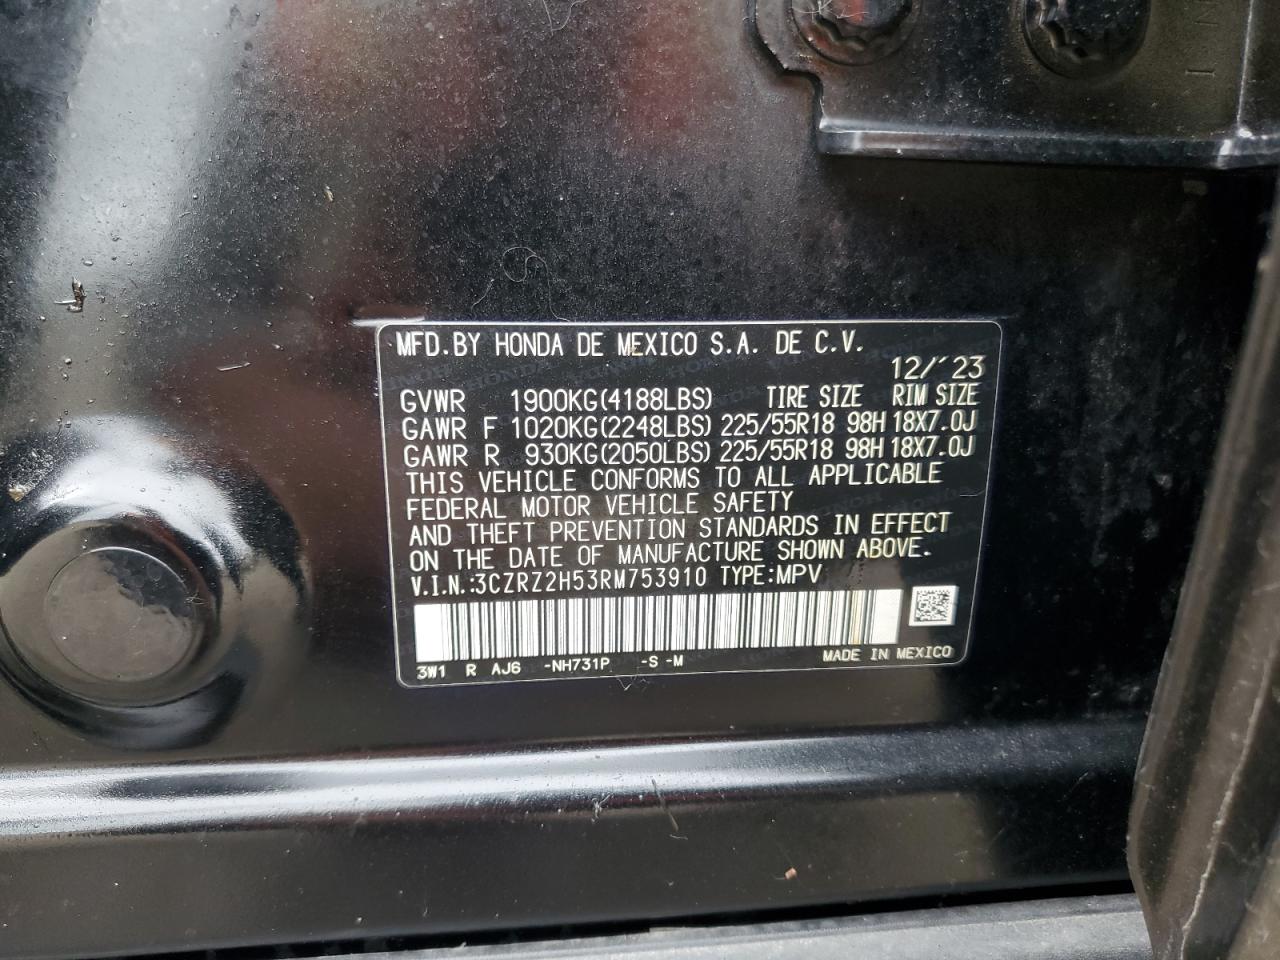 MFD.BY HONDA DE MEXICO S.A. DE C.V.
12/´23
GVWR 1900KG(4188LBS) TIRE SIZE RIM SIZE
GAWR F 1020KG(2248LBS) 225/55R18 98H 18X7.0J
GAWR R 930KG(2050LBS) 225/55R18 98H 18X7.0J
THIS VEHICLE CONFORMS TO ALL APPLICABLE
FEDERAL MOTOR VEHICLE SAFETY
AND THEFT PREVENTION STANDARDS IN EFFECT
ON THE DATE OF MANUFACTURE SHOWN ABOVE.
V.I.N.:3CZRZ2H53RM753910 TYPE:MPV
3W1 R AJ6 -NH731P -S -M MADE IN MEXICO